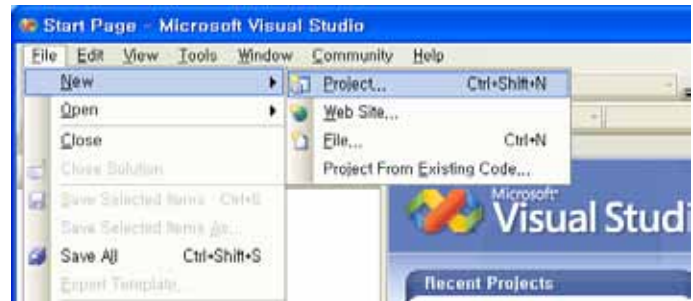 Start Page - Microsoft Visual Studio
File Edit View Tools Window Community Help
New
Project... Ctrl+Shift+N
Open
Web Site...
Close
File... Ctrl+N
Close Solution
Project From Existing Code...
Save Selected Items Ctrl+S
Save Selected Items As...
Save All Ctrl+Shift+S
Export Template...
Microsoft
Visual Studi
Recent Projects